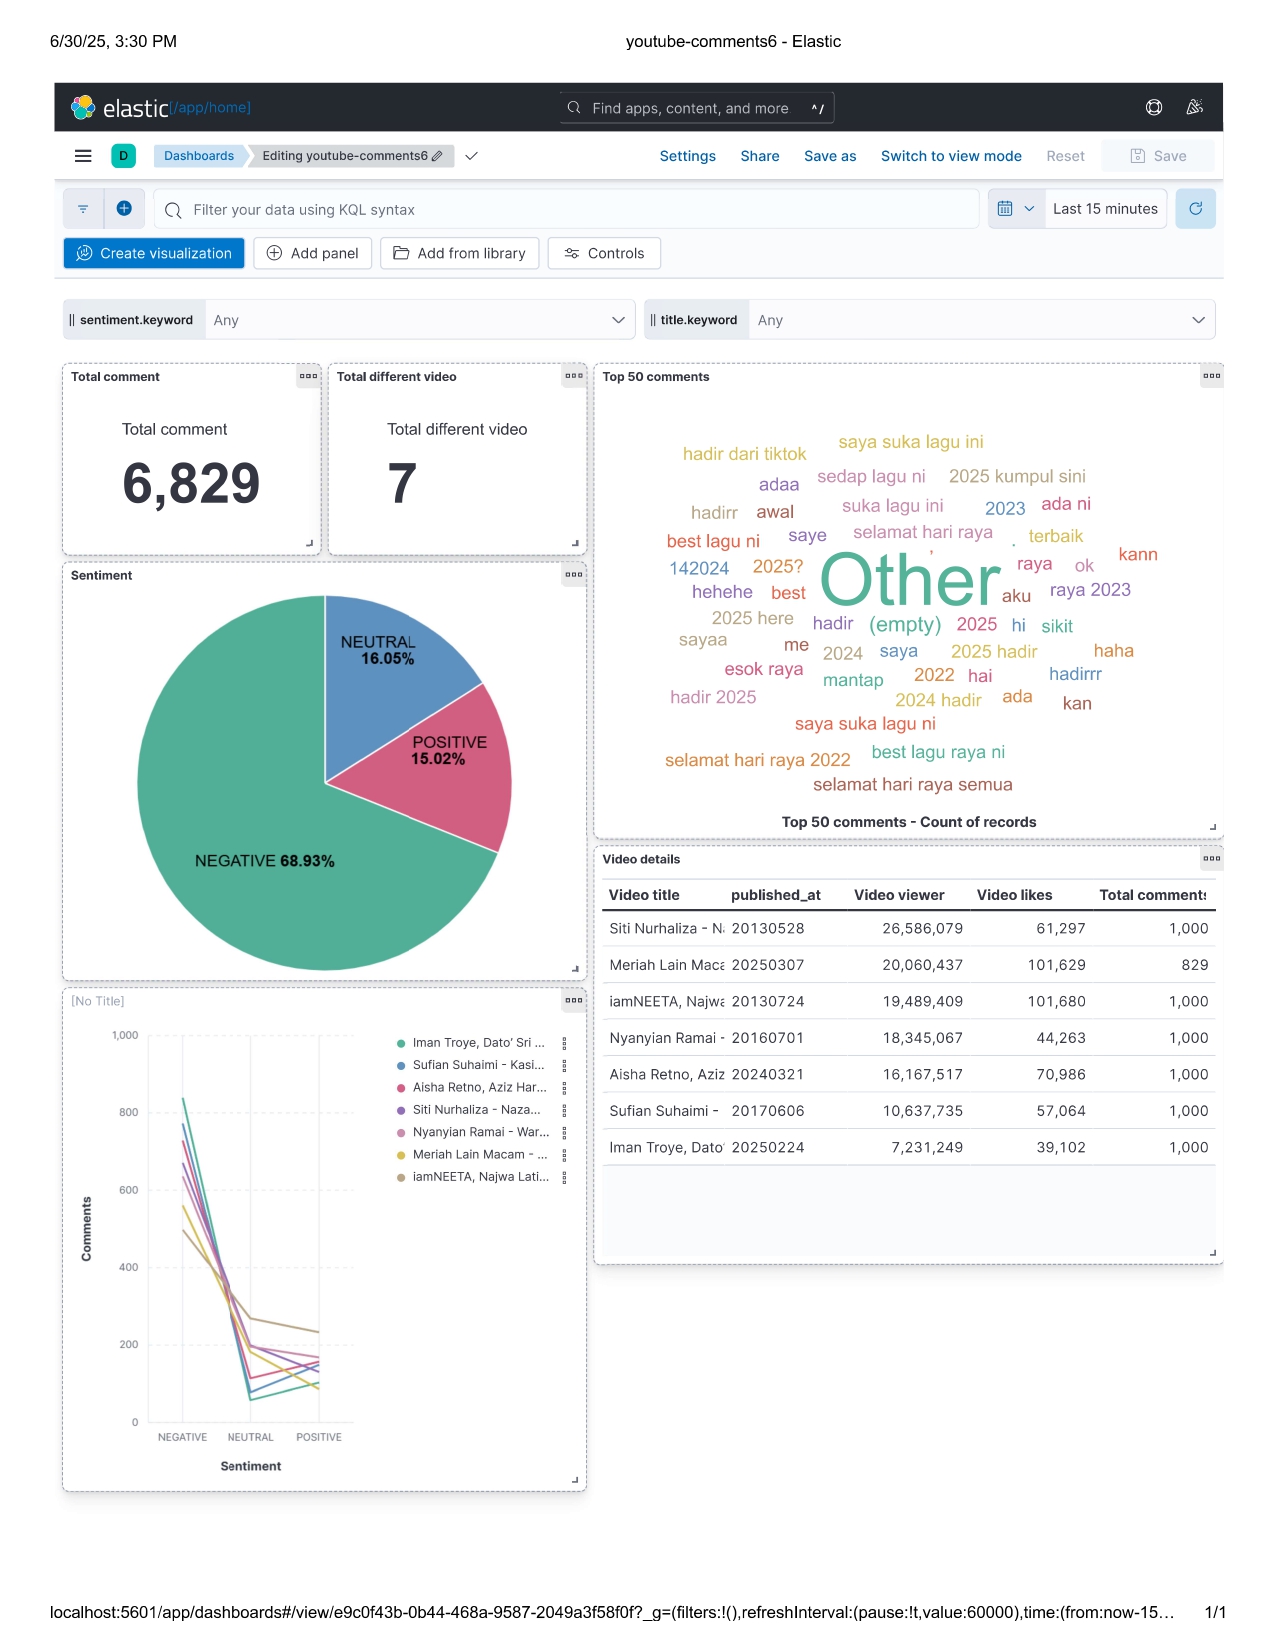 6/30/25, 3:30 PM
youtube-comments6 - Elastic
elastic[/app/home]
Find apps, content, and more ^/
D
Dashboards
Editing youtube-comments6
Settings
Share
Save as
Switch to view mode
Reset
Save
Filter your data using KQL syntax
Last 15 minutes
Create visualization
Add panel
Add from library
Controls
sentiment.keyword Any
title.keyword Any
Total comment
Total comment
6,829
Total different video
Total different video
7
Top 50 comments
saya suka lagu ini
hadir dari tiktok
sedap lagu ni
2025 kumpul sini
adaa
suka lagu ini
2023
ada ni
hadirr
awal
best lagu ni
saye
selamat hari raya
.
terbaik
,
kann
142024
2025?
Other
raya
ok
hehehe
best
aku
raya 2023
2025 here
hadir
(empty)
2025
hi
sikit
sayaa
me
2024
saya
2025 hadir
haha
esok raya
mantap
2022
hai
hadirrr
hadir 2025
2024 hadir
ada
kan
saya suka lagu ni
selamat hari raya 2022
best lagu raya ni
selamat hari raya semua
Top 50 comments - Count of records
Sentiment
NEUTRAL
16.05%
POSITIVE
15.02%
NEGATIVE 68.93%
Video details
Video title published_at Video viewer Video likes Total comments
Siti Nurhaliza - Na 20130528 26,586,079 61,297 1,000
Meriah Lain Maca 20250307 20,060,437 101,629 829
iamNEETA, Najwa 20130724 19,489,409 101,680 1,000
Nyanyian Ramai - 20160701 18,345,067 44,263 1,000
Aisha Retno, Aziz 20240321 16,167,517 70,986 1,000
Sufian Suhaimi - 20170606 10,637,735 57,064 1,000
Iman Troye, Dato' 20250224 7,231,249 39,102 1,000
[No Title]
1,000
800
600
400
200
0
Comments
NEGATIVE NEUTRAL POSITIVE
Sentiment
Iman Troye, Dato' Sri ...
Sufian Suhaimi - Kasi...
Aisha Retno, Aziz Har...
Siti Nurhaliza - Naza...
Nyanyian Ramai - War...
Meriah Lain Macam - ...
iamNEETA, Najwa Lati...
localhost:5601/app/dashboards#/view/e9c0f43b-0b44-468a-9587-2049a3f58f0f?_g=(filters:!(),refreshInterval:(pause:!t,value:60000),time:(from:now-15…
1/1